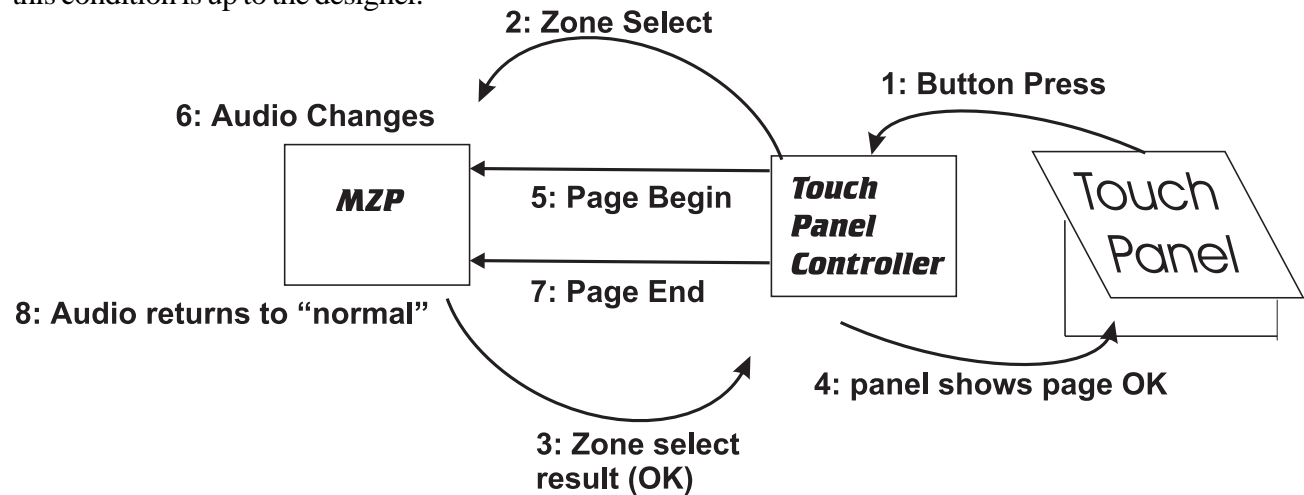 this condition is up to the designer.
2: Zone Select
1: Button Press
6: Audio Changes
MZP
5: Page Begin
Touch
Panel
Controller
Touch
Panel
7: Page End
8: Audio returns to “normal”
4: panel shows page OK
3: Zone select
result (OK)